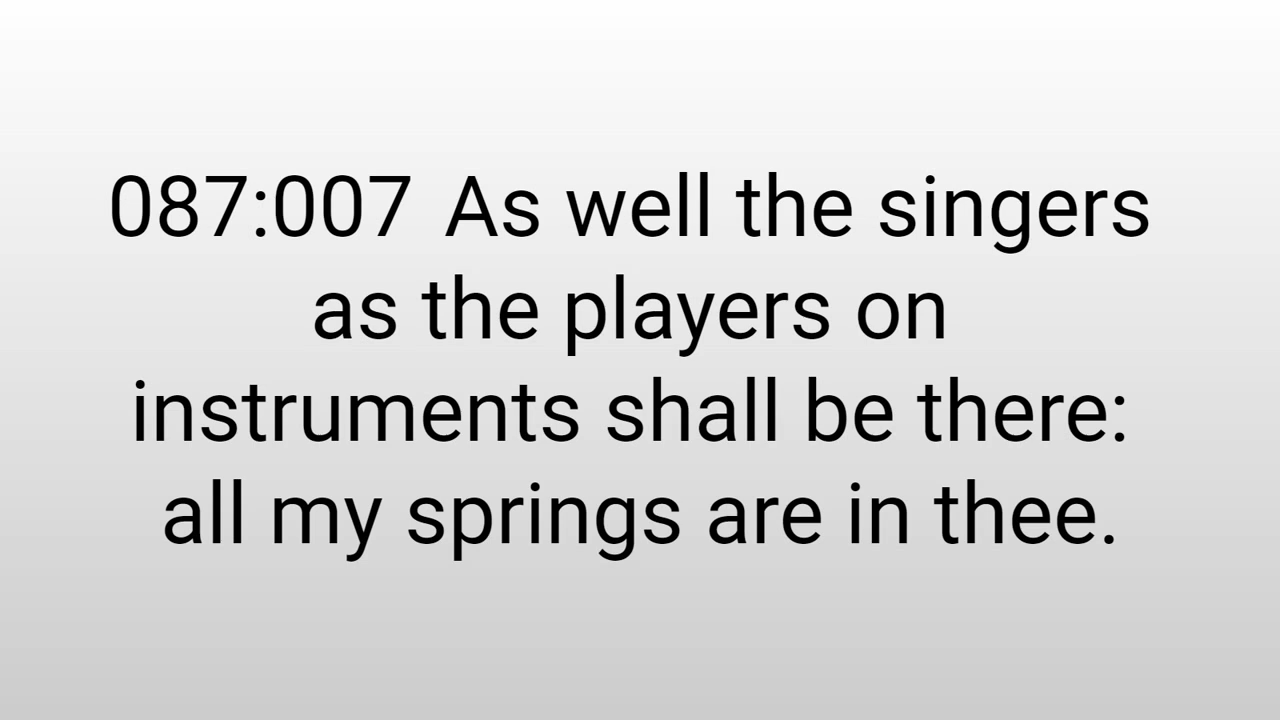 087:007 As well the singers
as the players on
instruments shall be there:
all my springs are in thee.